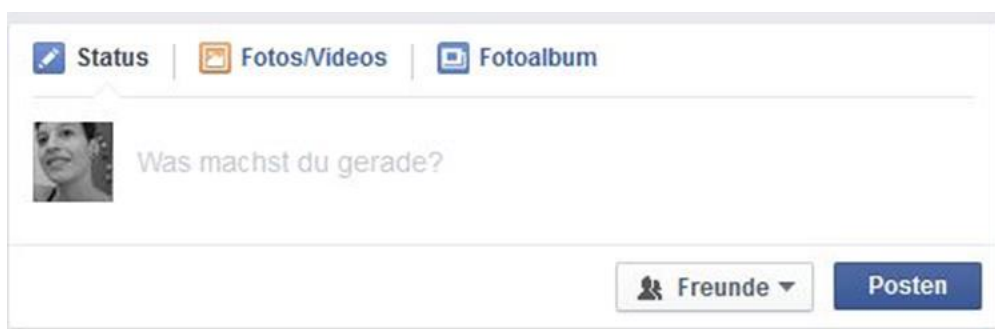 Status Fotos/Videos Fotoalbum
Was machst du gerade?
Freunde Posten